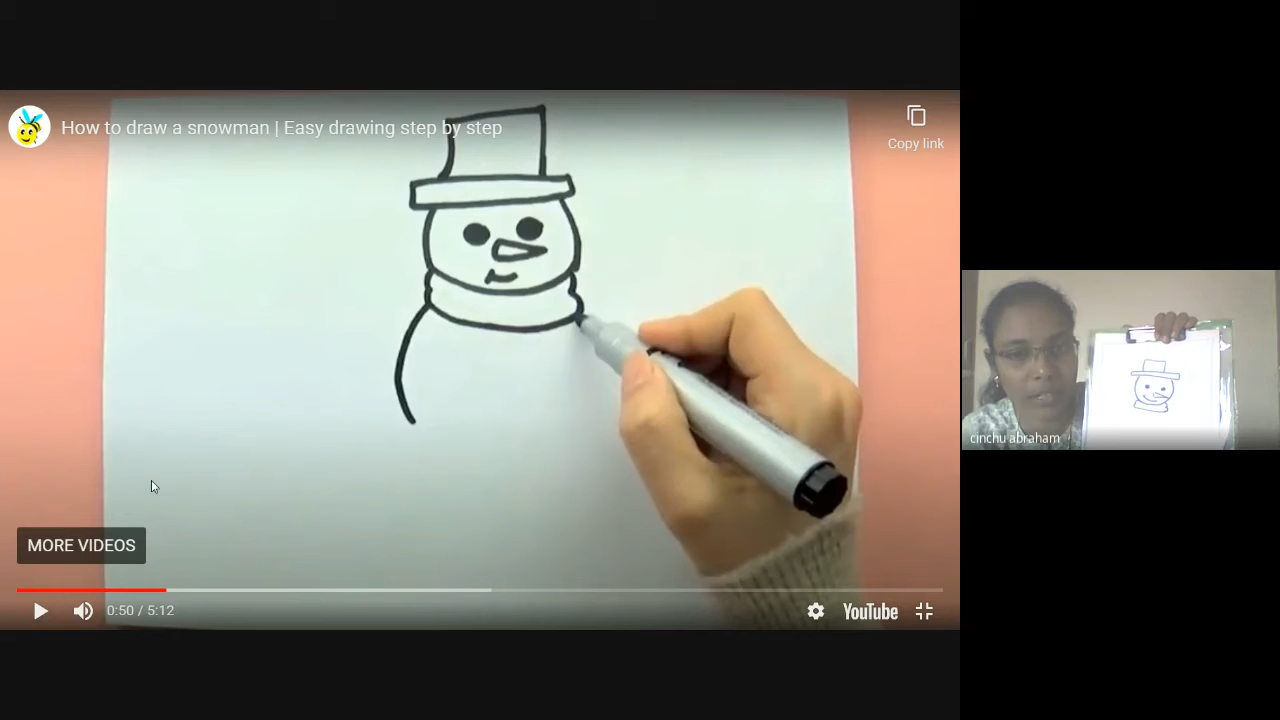 How to draw a snowman | Easy drawing step by step
Copy link
cinchu abraham
MORE VIDEOS
0:50 / 5:12
YouTube